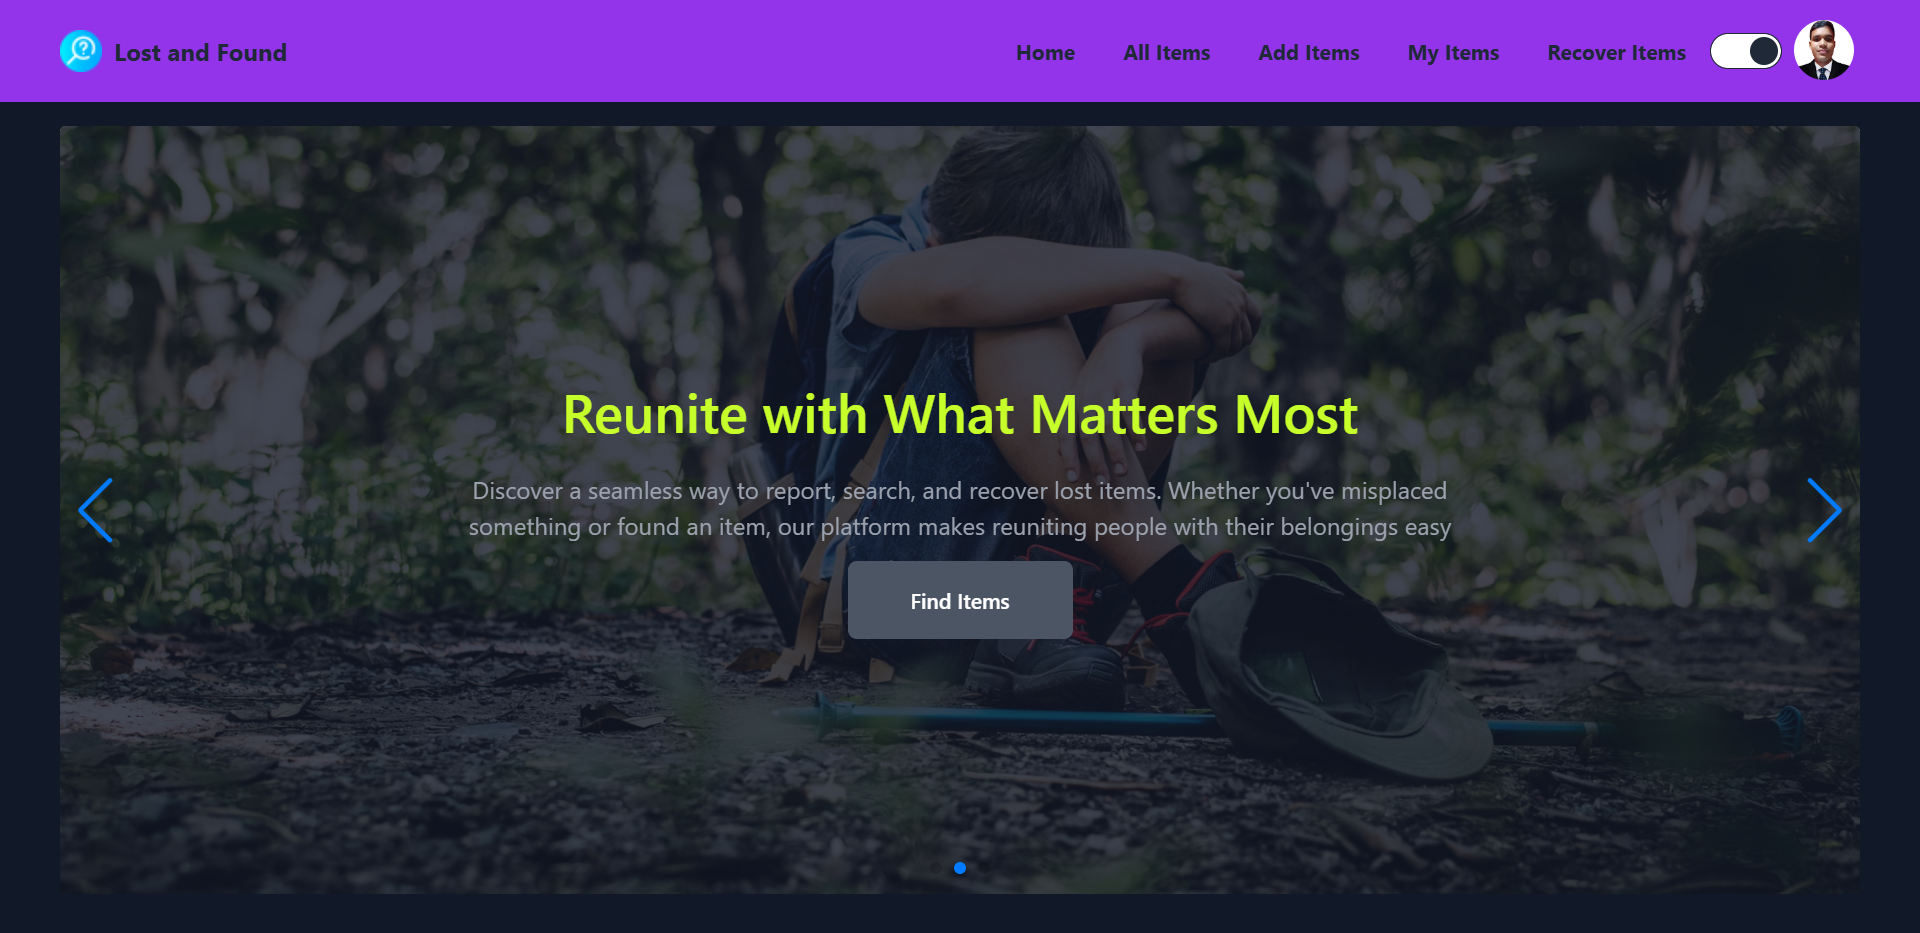 Lost and Found
Home
All Items
Add Items
My Items
Recover Items
Reunite with What Matters Most
Discover a seamless way to report, search, and recover lost items. Whether you've misplaced
something or found an item, our platform makes reuniting people with their belongings easy
Find Items